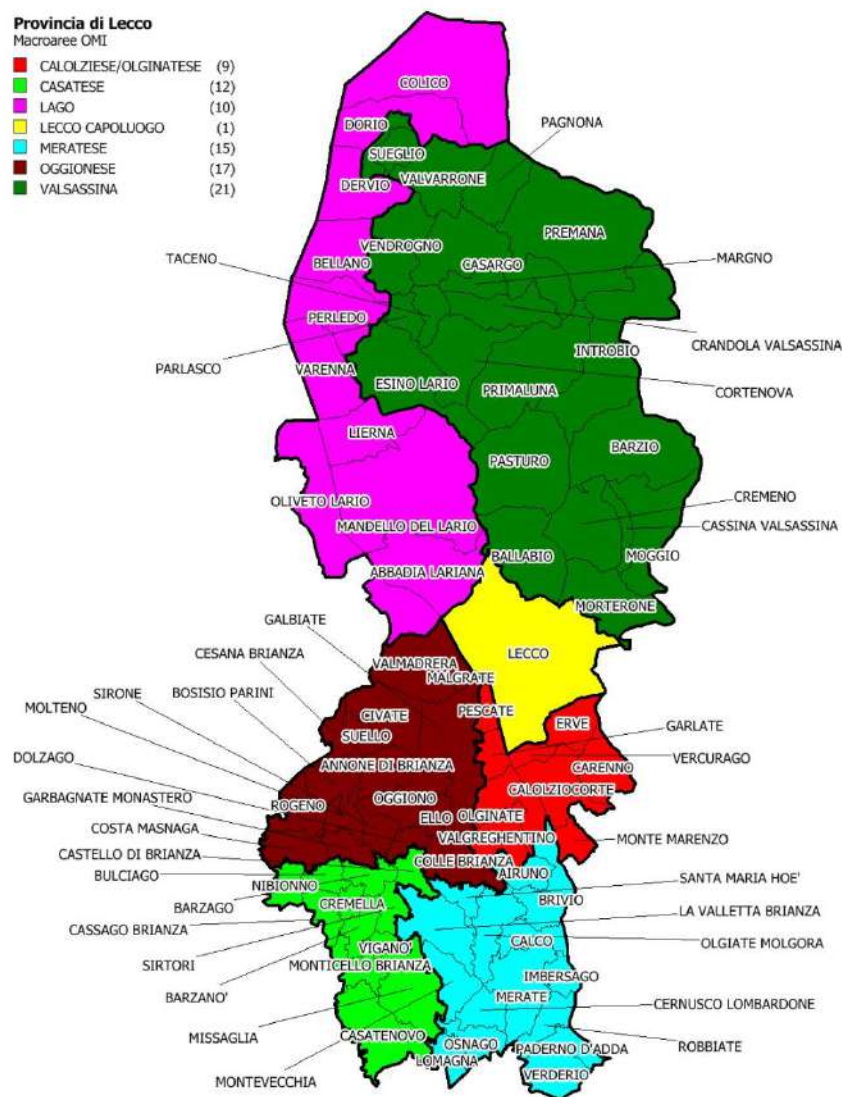 Provincia di Lecco
Macroaree OMI
CALOLZIESE/OLGINATESE (9)
CASATESE (12)
LAGO (10)
LECCO CAPOLUOGO (1)
MERATESE (15)
OGGIONESE (17)
VALSASSINA (21)
COLICO
DORIO
PAGNONA
SUEGLIO
VALVARRONE
DERVIO
PREMANA
VENDROGNO
TACENO
BELLANO
CASARGO
MARGNO
PERLEDO
CRANDOLA VALSASSINA
INTROBIO
PARLASCO
VARENNA
ESINO LARIO
PRIMALUNA
CORTENOVA
LIERNA
BARZIO
PASTURO
CREMENO
OLIVETO LARIO
MANDELLO DEL LARIO
CASSINA VALSASSINA
BALLABIO
MOGGIO
ABBADIA LARIANA
MORTERONE
GALBIATE
CESANA BRIANZA
LECCO
VALMADRERA
MALGRATE
SIRONE
BOSISIO PARINI
MOLTENO
PESCATE
CIVATE
ERVE
GARLATE
SUELLO
DOLZAGO
VERCURAGO
ANNONE DI BRIANZA
CARENNO
GARBAGNATE MONASTERO
ROGENO
OGGIONO
CALOLZIOCORTE
ELLO
OLGINATE
COSTA MASNAGA
VALGREGHENTINO
MONTE MARENZO
CASTELLO DI BRIANZA
COLLE BRIANZA
BULCIAGO
AIRUNO
SANTA MARIA HOE'
NIBIONNO
BARZAGO
CREMELLA
BRIVIO
LA VALLETTA BRIANZA
CASSAGO BRIANZA
VIGANO'
CALCO
OLGIATE MOLGORA
SIRTORI
MONTICELLO BRIANZA
IMBERSAGO
BARZANO'
MERATE
CERNUSCO LOMBARDONE
MISSAGLIA
CASATENOVO
OSNAGO
PADERNO D'ADDA
ROBBIATE
LOMAGNA
VERDERIO
MONTEVECCHIA